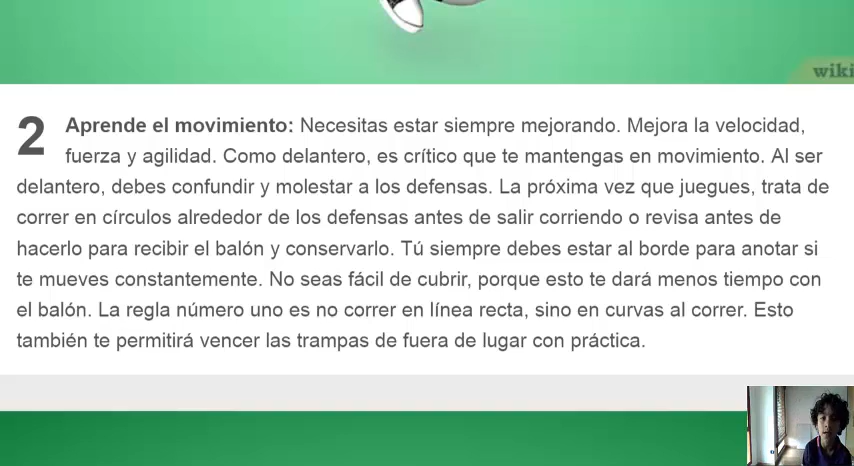 wiki
2 Aprende el movimiento: Necesitas estar siempre mejorando. Mejora la velocidad,
fuerza y agilidad. Como delantero, es crítico que te mantengas en movimiento. Al ser
delantero, debes confundir y molestar a los defensas. La próxima vez que juegues, trata de
correr en círculos alrededor de los defensas antes de salir corriendo o revisa antes de
hacerlo para recibir el balón y conservarlo. Tú siempre debes estar al borde para anotar si
te mueves constantemente. No seas fácil de cubrir, porque esto te dará menos tiempo con
el balón. La regla número uno es no correr en línea recta, sino en curvas al correr. Esto
también te permitirá vencer las trampas de fuera de lugar con práctica.